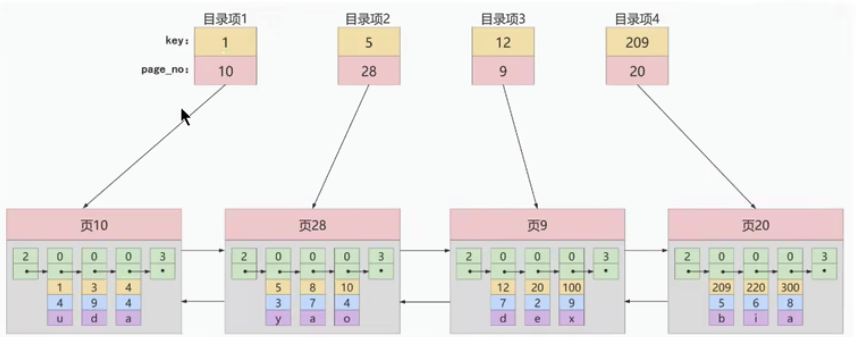 目录项1 目录项2 目录项3 目录项4
key: 1 5 12 209
page_no: 10 28 9 20
页10 页28 页9 页20
2 0 0 0 3 2 0 0 0 3 2 0 0 0 3 2 0 0 0 3
1 3 4 5 8 10 12 20 100 209 220 300
4 9 4 3 7 4 7 2 9 5 6 8
u d a y a o d e x b i a